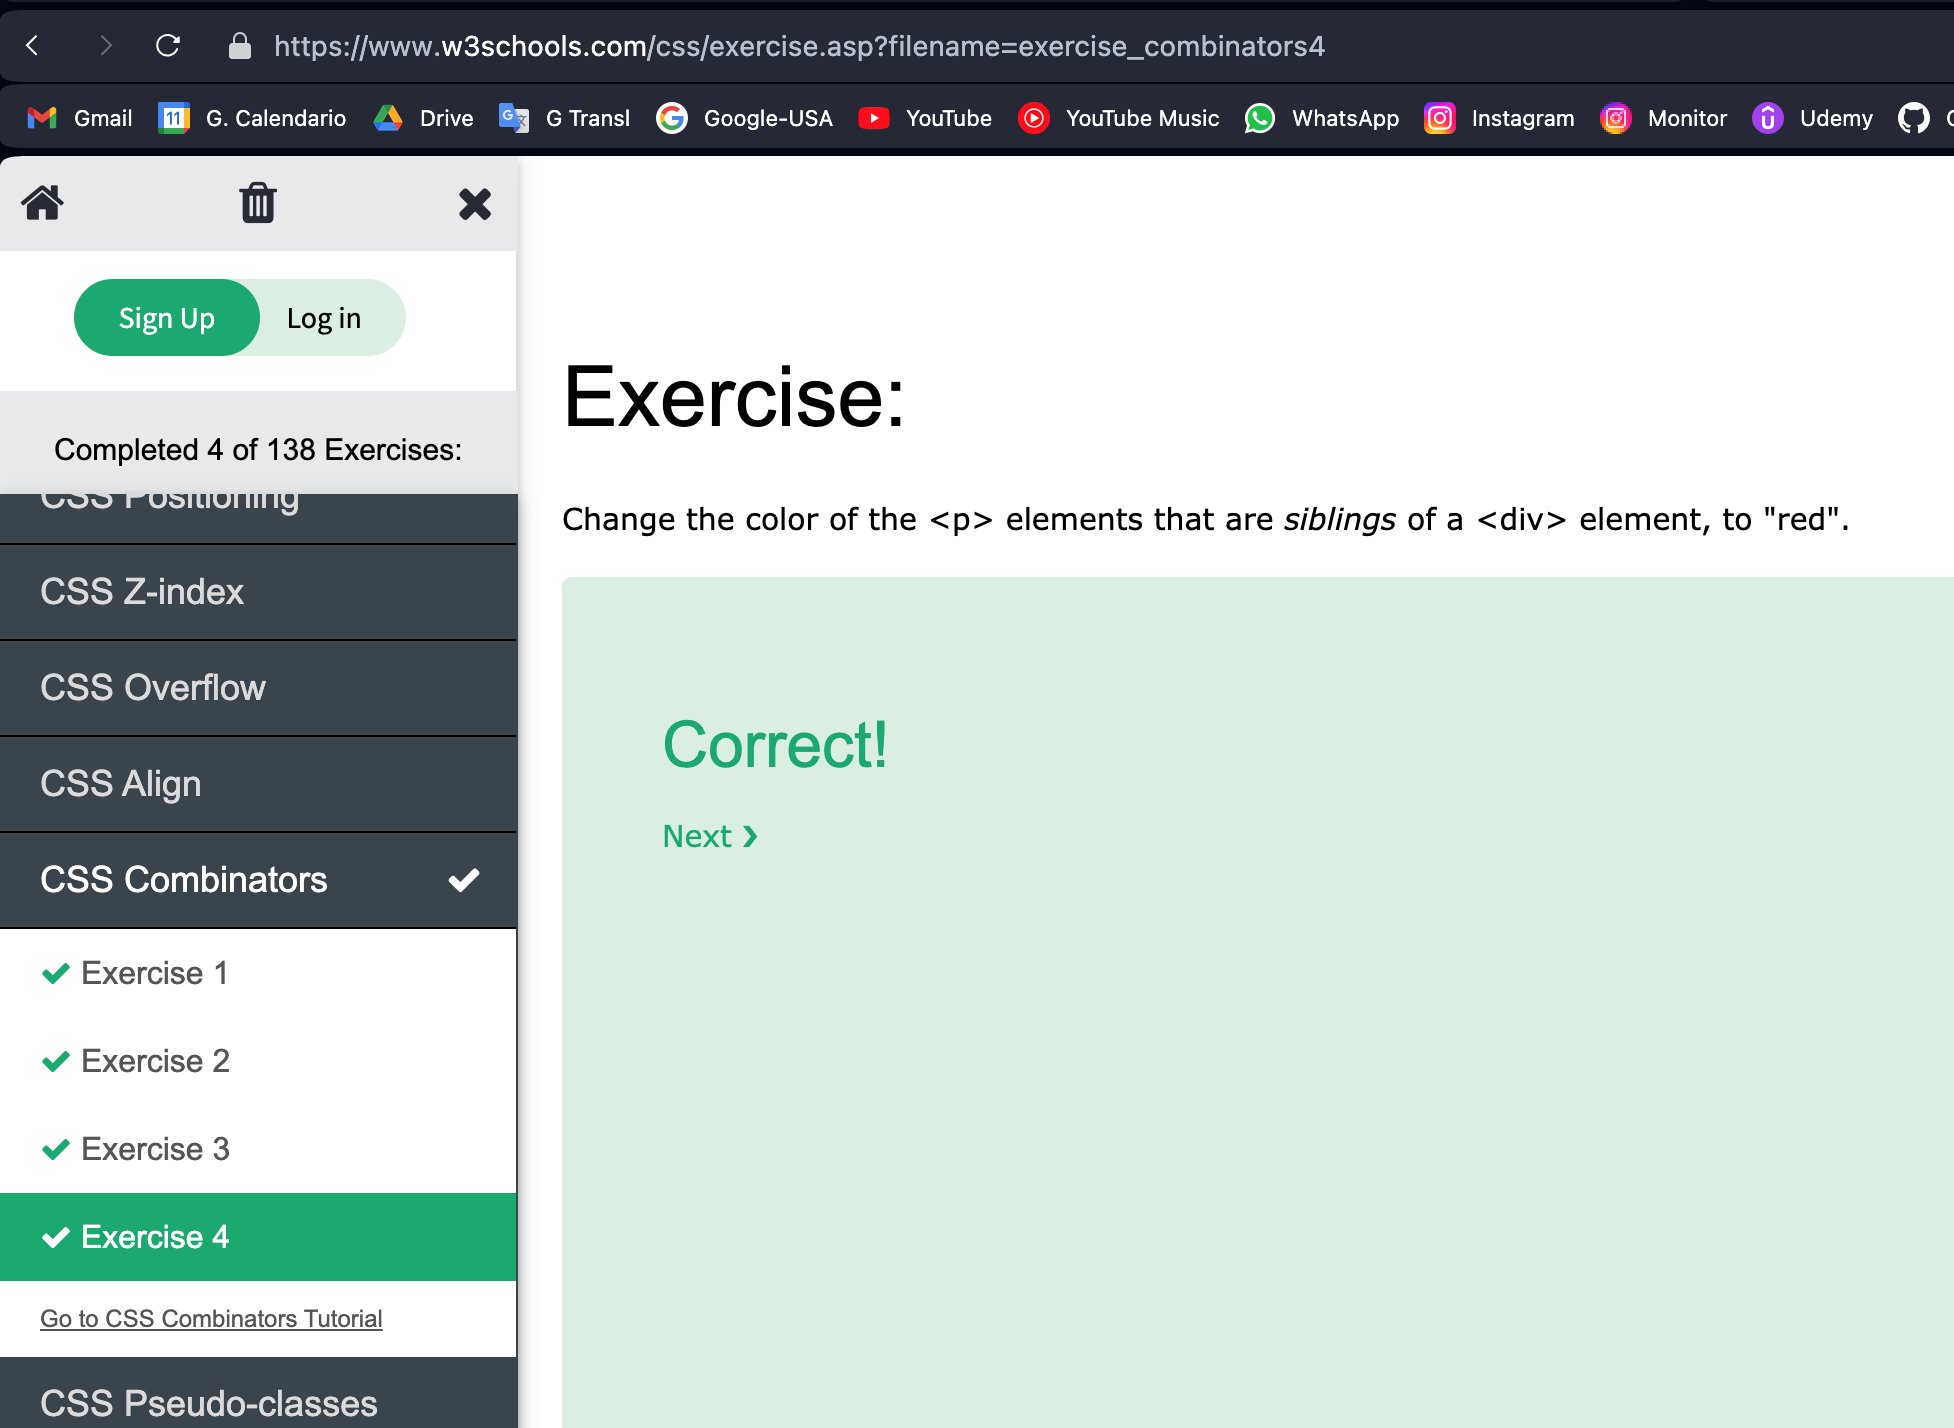 https://www.w3schools.com/css/exercise.asp?filename=exercise_combinators4
Gmail 11 G. Calendario Drive G Transl Google-USA YouTube YouTube Music WhatsApp Instagram Monitor Udemy
Sign Up Log in
Completed 4 of 138 Exercises:
CSS Positioning
CSS Z-index
CSS Overflow
CSS Align
CSS Combinators
Exercise 1
Exercise 2
Exercise 3
Exercise 4
Go to CSS Combinators Tutorial
CSS Pseudo-classes
Exercise:
Change the color of the <p> elements that are siblings of a <div> element, to "red".
Correct!
Next ❯